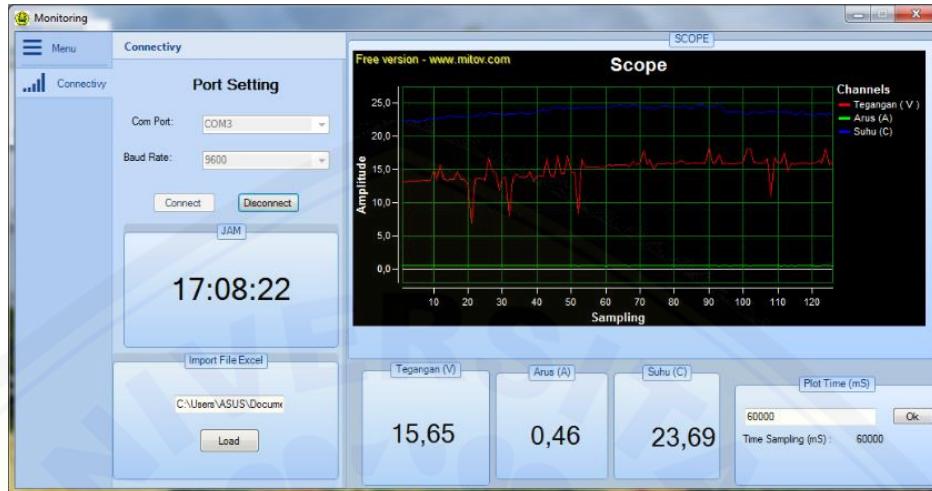 Monitoring
Menu
Connectivy
Connectivy
Port Setting
Com Port:
COM3
Baud Rate:
9600
Connect
Disconnect
JAM
17:08:22
Import File Excel
C:\Users\ASUS\Docume
Load
SCOPE
Free version - www.mitov.com
Scope
Channels
Tegangan ( V )
Arus (A)
Suhu (C)
Amplitude
25,0
20,0
15,0
10,0
5,0
0,0
10 20 30 40 50 60 70 80 90 100 110 120
Sampling
Tegangan (V)
15,65
Arus (A)
0,46
Suhu (C)
23,69
Plot Time (mS)
60000
Ok
Time Sampling (mS) : 60000